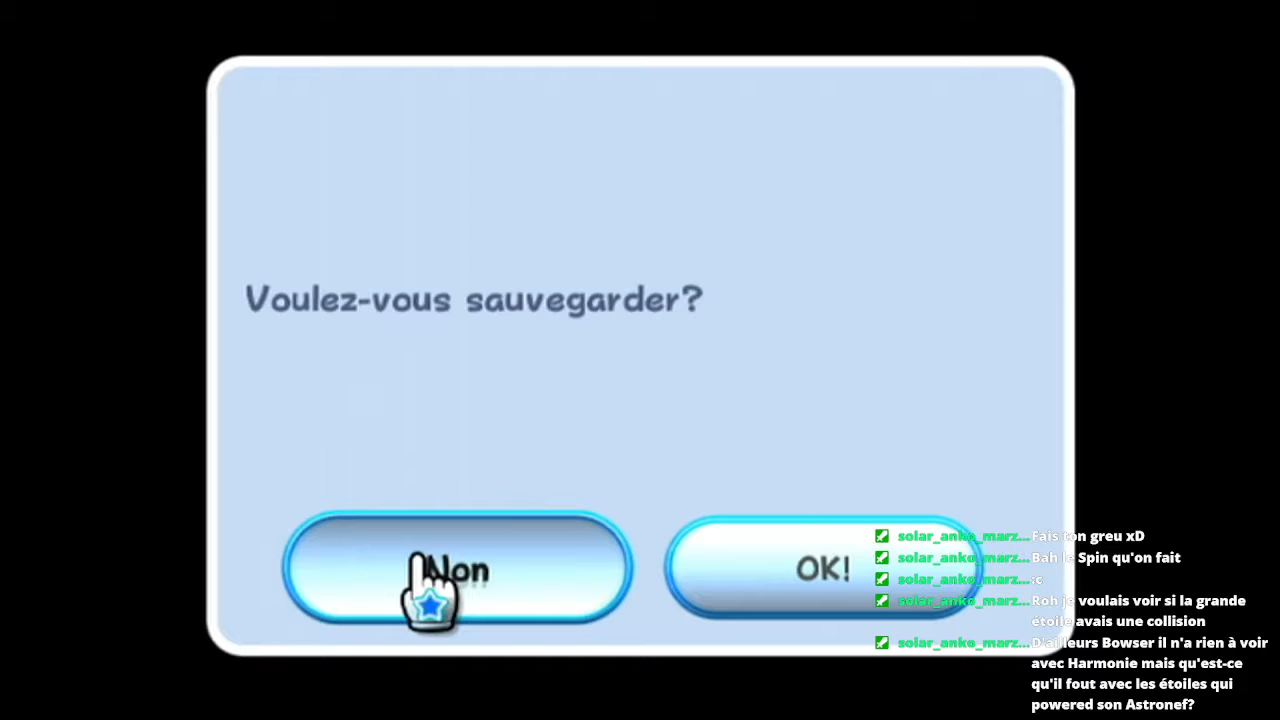 Voulez-vous sauvegarder?
Non
OK!
solar_anko_marz... Fais ton greu xD
solar_anko_marz... Bah le Spin qu'on fait
solar_anko_marz... :c
solar_anko_marz... Roh je voulais voir si la grande
étoile avais une collision
solar_anko_marz... D'ailleurs Bowser il n'a rien à voir
avec Harmonie mais qu'est-ce
qu'il fout avec les étoiles qui
powered son Astronef?